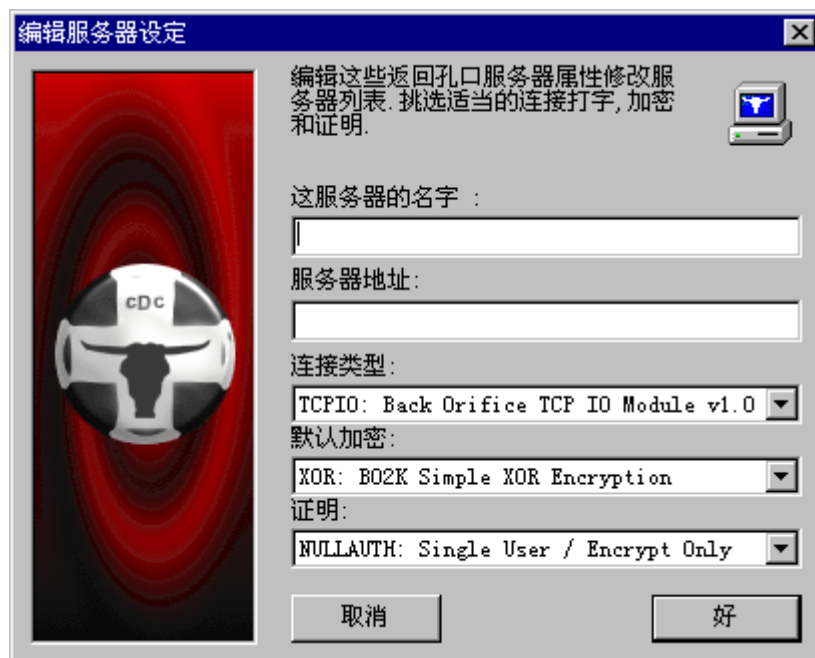 编辑服务器设定
编辑这些返回孔口服务器属性修改服
务器列表. 挑选适当的连接打字, 加密
和证明.
cDc
这服务器的名字 :
服务器地址:
连接类型:
TCPIO: Back Orifice TCP IO Module v1.0
默认加密:
XOR: BO2K Simple XOR Encryption
证明:
NULLAUTH: Single User / Encrypt Only
取消
好